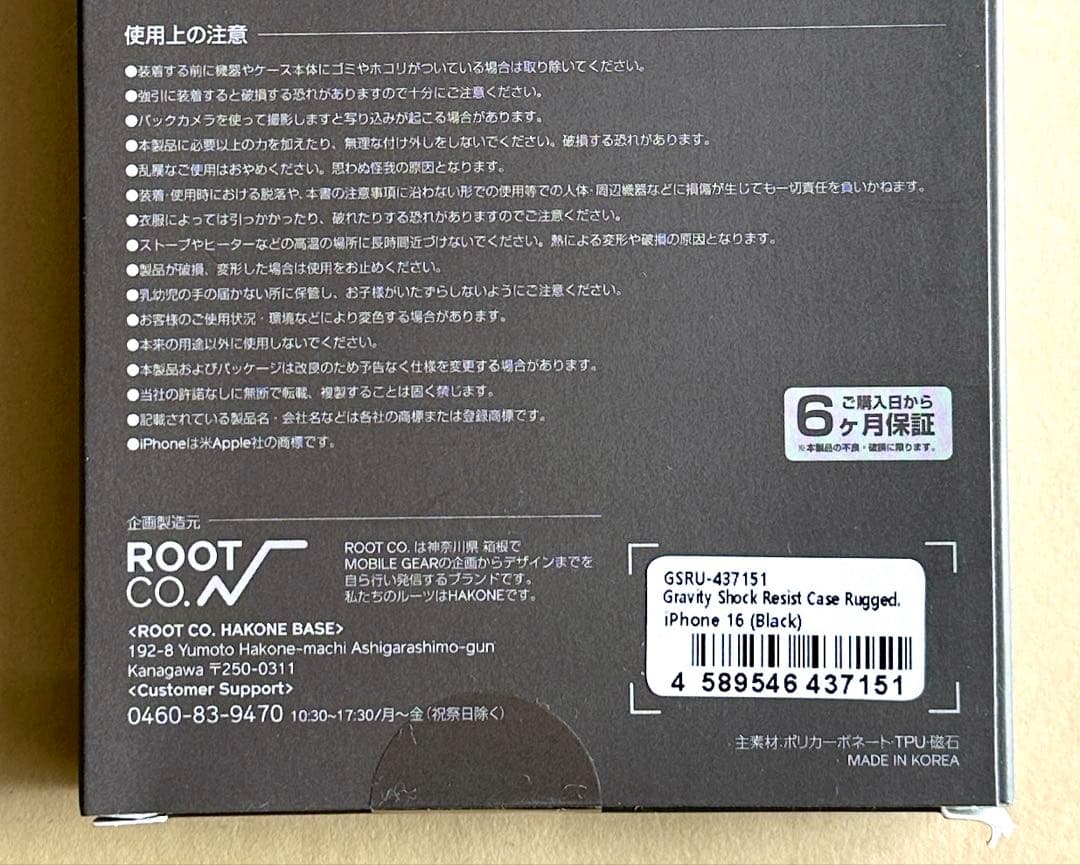 使用上の注意
●装着する前に機器やケース本体にゴミやホコリがついている場合は取り除いてください。
●強引に装着すると破損する恐れがありますので十分にご注意ください。
●バックカメラを使って撮影しますと写り込みが起こる場合があります。
●本製品に必要以上の力を加えたり、無理な付け外しをしないでください。破損する恐れがあります。
●乱暴なご使用はおやめください。思わぬ怪我の原因となります。
●装着・使用時における脱落や、本書の注意事項に沿わない形での使用等での人体・周辺機器などに損傷が生じても一切責任を負いかねます。
●衣服によっては引っかかったり、破れたりする恐れがありますのでご注意ください。
●ストーブやヒーターなどの高温の場所に長時間近づけないでください。熱による変形や破損の原因となります。
●製品が破損、変形した場合は使用をお止めください。
●乳幼児の手の届かない所に保管し、お子様がいたずらしないようにご注意ください。
●お客様のご使用状況・環境などにより変色する場合があります。
●本来の用途以外に使用しないでください。
●本製品およびパッケージは改良のため予告なく仕様を変更する場合があります。
●当社の許諾なしに無断で転載、複製することは固く禁じます。
●記載されている製品名・会社名などは各社の商標または登録商標です。
●iPhoneは米Apple社の商標です。
ご購入日から
6ヶ月保証
※本製品の不良・破損に限ります。
企画製造元
ROOT
CO.
ROOT CO. は神奈川県 箱根で
MOBILE GEARの企画からデザインまでを
自ら行い発信するブランドです。
私たちのルーツはHAKONEです。
<ROOT CO. HAKONE BASE>
192-8 Yumoto Hakone-machi Ashigarashimo-gun
Kanagawa 〒250-0311
<Customer Support>
0460-83-9470 10:30~17:30/月～金(祝祭日除く)
GSRU-437151
Gravity Shock Resist Case Rugged.
iPhone 16 (Black)
4 589546 437151
主素材:ポリカーボネート・TPU・磁石
MADE IN KOREA